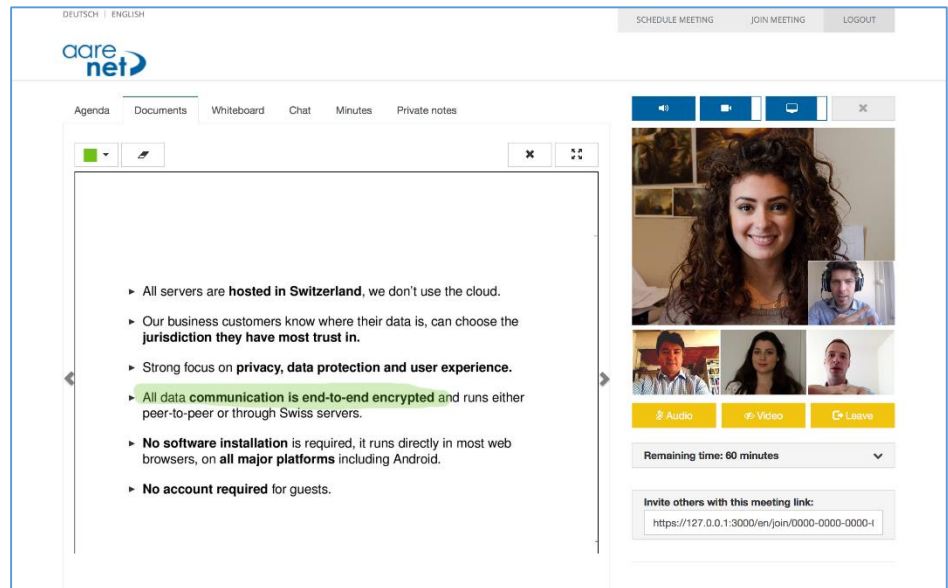 DEUTSCH | ENGLISH
SCHEDULE MEETING
JOIN MEETING
LOGOUT
aare
net
Agenda
Documents
Whiteboard
Chat
Minutes
Private notes
► All servers are hosted in Switzerland, we don't use the cloud.
► Our business customers know where their data is, can choose the
jurisdiction they have most trust in.
► Strong focus on privacy, data protection and user experience.
► All data communication is end-to-end encrypted and runs either
peer-to-peer or through Swiss servers.
► No software installation is required, it runs directly in most web
browsers, on all major platforms including Android.
► No account required for guests.
Audio
Video
Leave
Remaining time: 60 minutes
Invite others with this meeting link:
https://127.0.0.1:3000/en/join/0000-0000-0000-